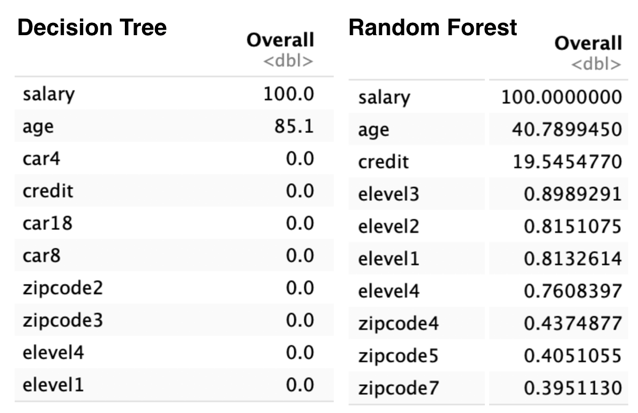 Decision Tree
Overall
<dbl>
salary 100.0
age 85.1
car4 0.0
credit 0.0
car18 0.0
car8 0.0
zipcode2 0.0
zipcode3 0.0
elevel4 0.0
elevel1 0.0
Random Forest
Overall
<dbl>
salary 100.0000000
age 40.7899450
credit 19.5454770
elevel3 0.8989291
elevel2 0.8151075
elevel1 0.8132614
elevel4 0.7608397
zipcode4 0.4374877
zipcode5 0.4051055
zipcode7 0.3951130